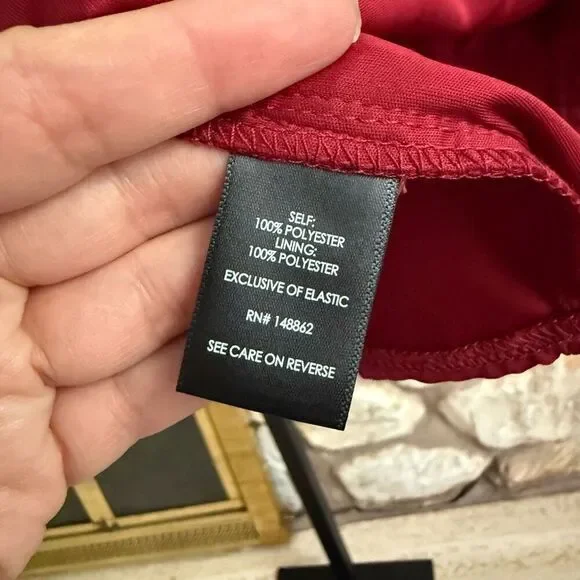 SELF:
100% POLYESTER
LINING:
100% POLYESTER
EXCLUSIVE OF ELASTIC
RN# 148862
SEE CARE ON REVERSE